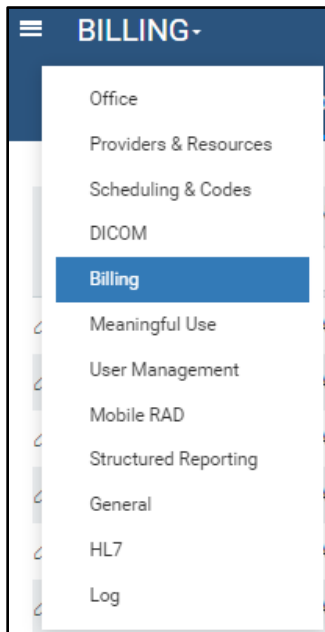 BILLING
Office
Providers & Resources
Scheduling & Codes
DICOM
Billing
Meaningful Use
User Management
Mobile RAD
Structured Reporting
General
HL7
Log